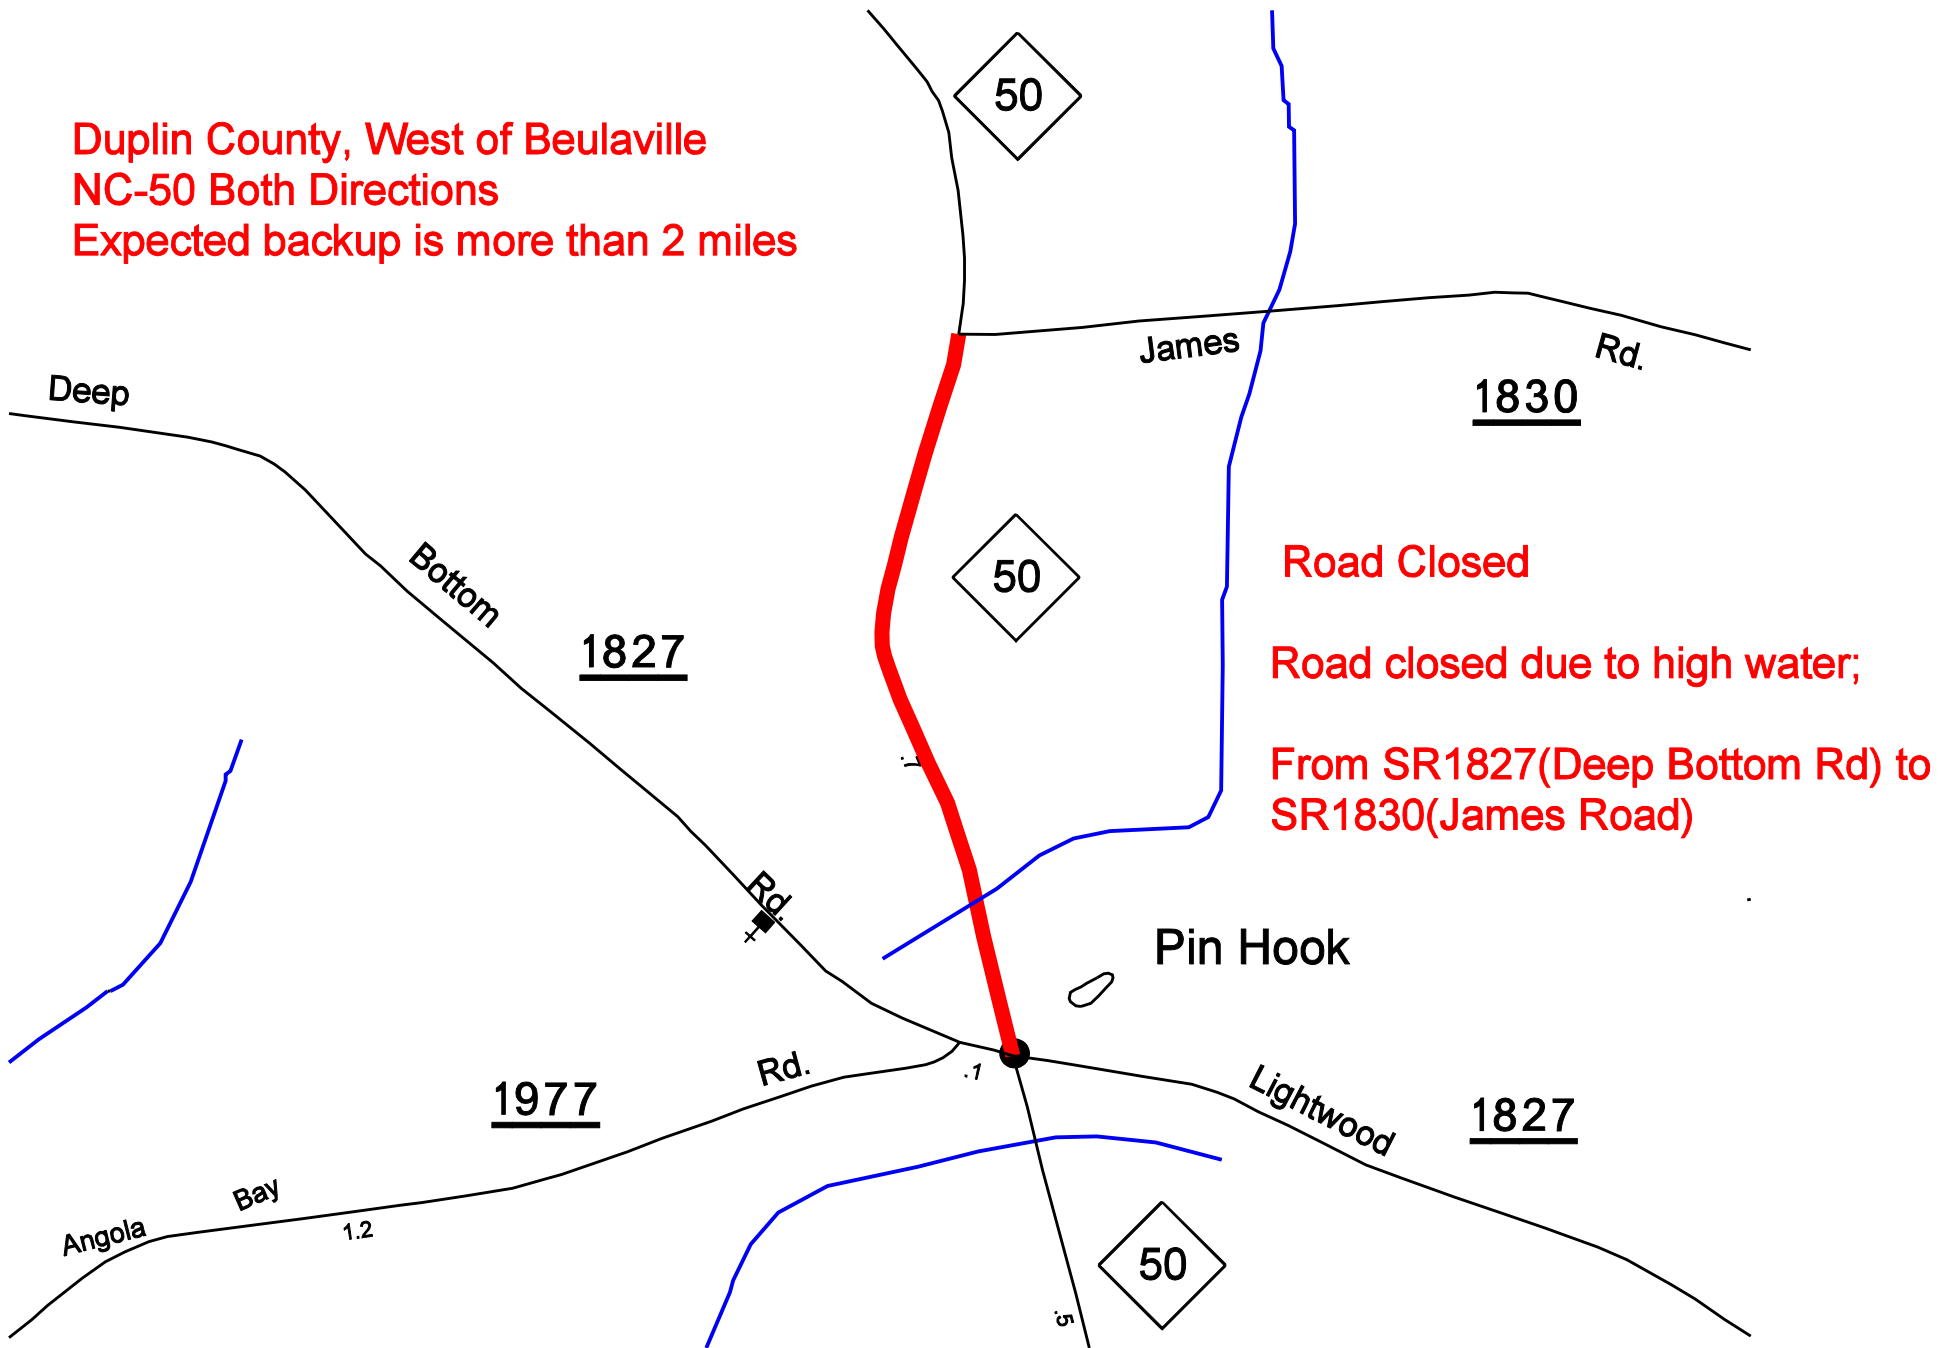 50
Duplin County, West of Beulaville
NC-50 Both Directions
Expected backup is more than 2 miles
James Rd.
1830
Deep Bottom Rd.
1827
50
Road Closed
Road closed due to high water;
From SR1827(Deep Bottom Rd) to
SR1830(James Road)
.7
Pin Hook
.1
1977
Angola Bay Rd.
1.2
Lightwood
1827
50
.5